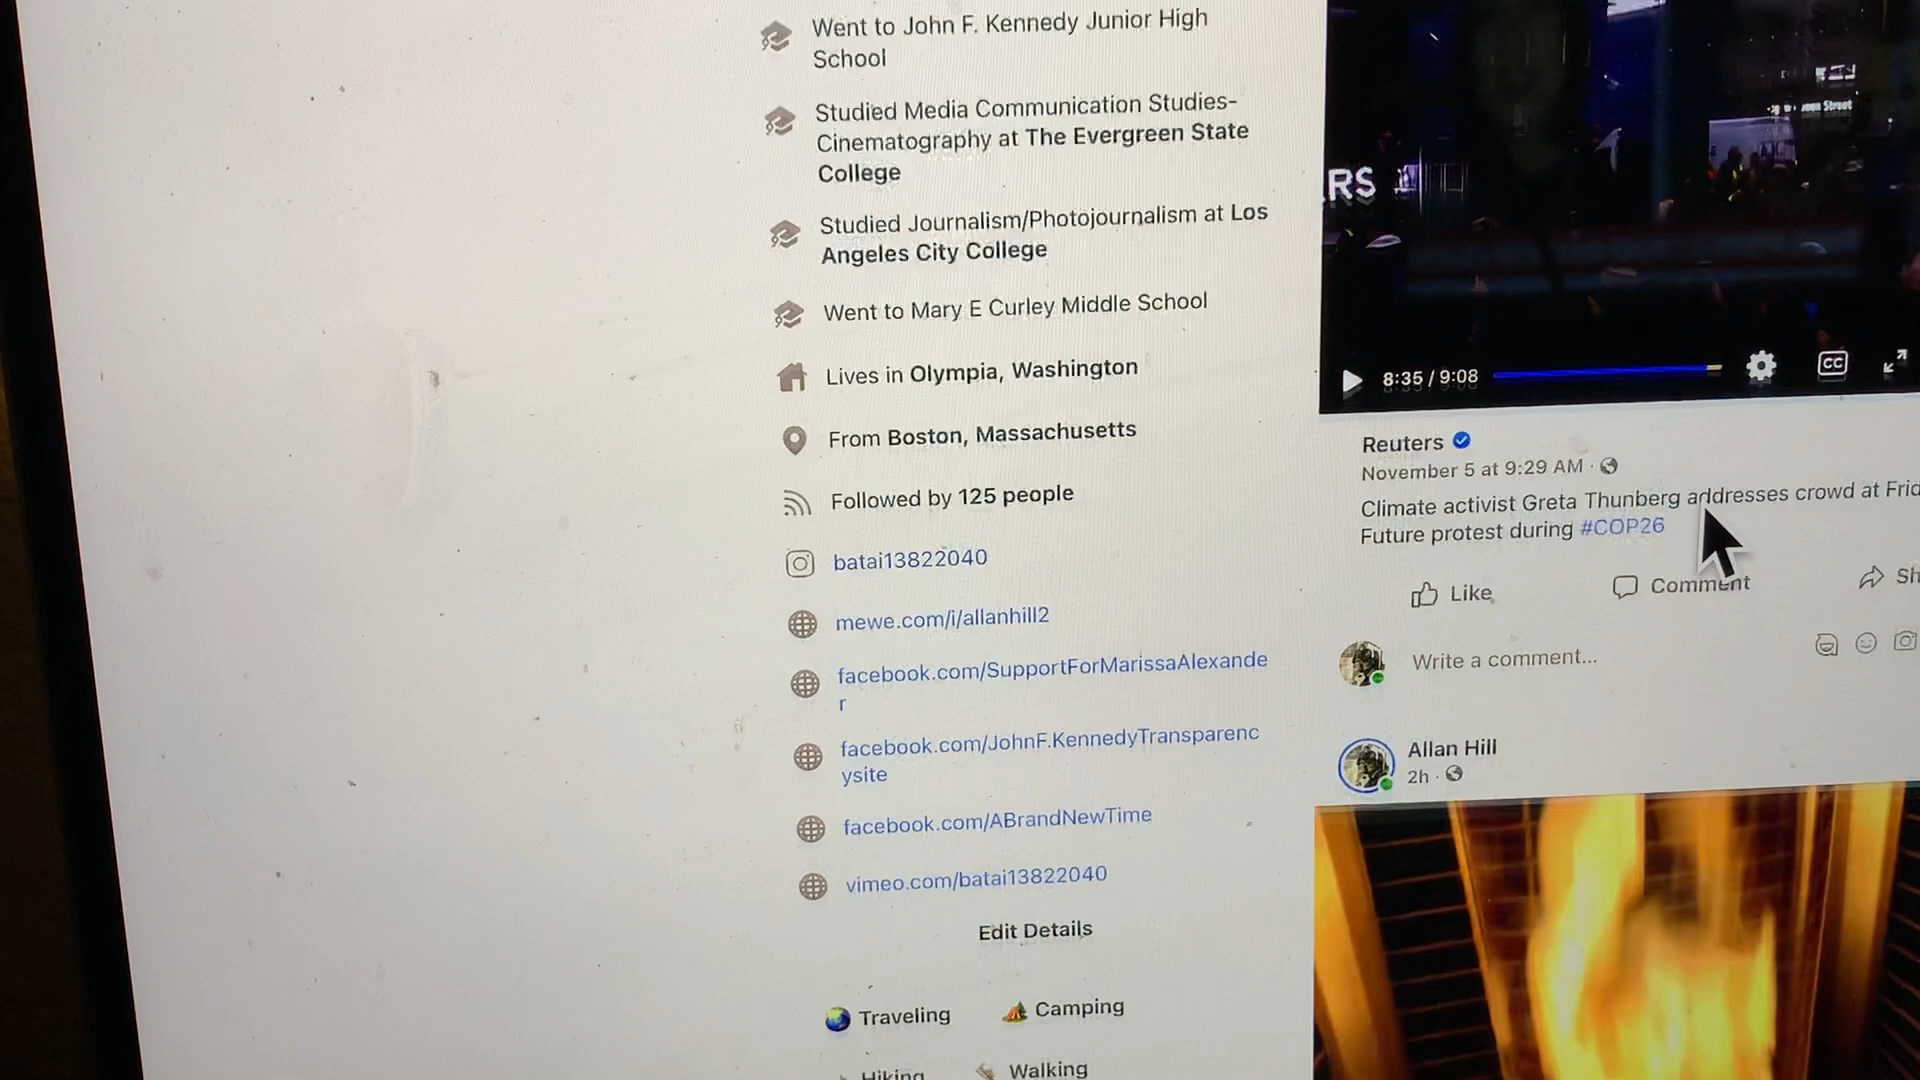 Went to John F. Kennedy Junior High
School
Studied Media Communication Studies-
Cinematography at The Evergreen State
College
Studied Journalism/Photojournalism at Los
Angeles City College
Went to Mary E Curley Middle School
Lives in Olympia, Washington
From Boston, Massachusetts
Followed by 125 people
batai13822040
mewe.com/i/allanhill2
facebook.com/SupportForMarissaAlexande
r
facebook.com/JohnF.KennedyTransparenc
ysite
facebook.com/ABrandNewTime
vimeo.com/batai13822040
Edit Details
Traveling
Camping
Hiking
Walking
Street
RS
8:35 / 9:08
CC
Reuters
November 5 at 9:29 AM ·
Climate activist Greta Thunberg addresses crowd at Frid
Future protest during #COP26
Like
Comment
Sh
Write a comment...
Allan Hill
2h ·